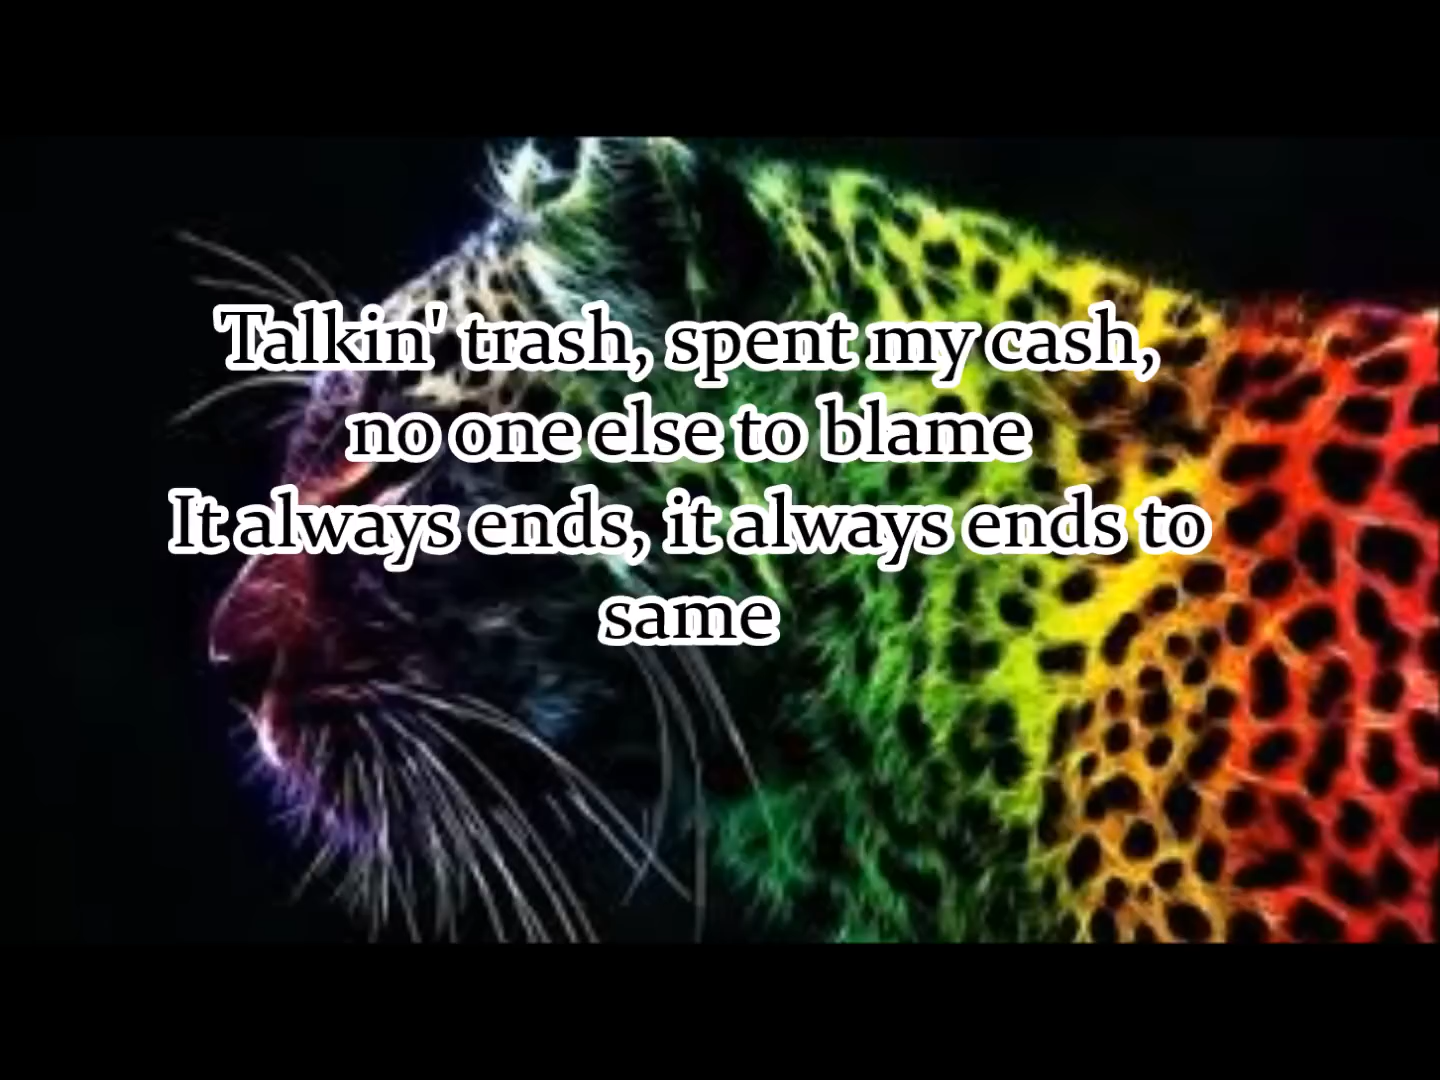 Talkin' trash, spent my cash,
no one else to blame
It always ends, it always ends to
same